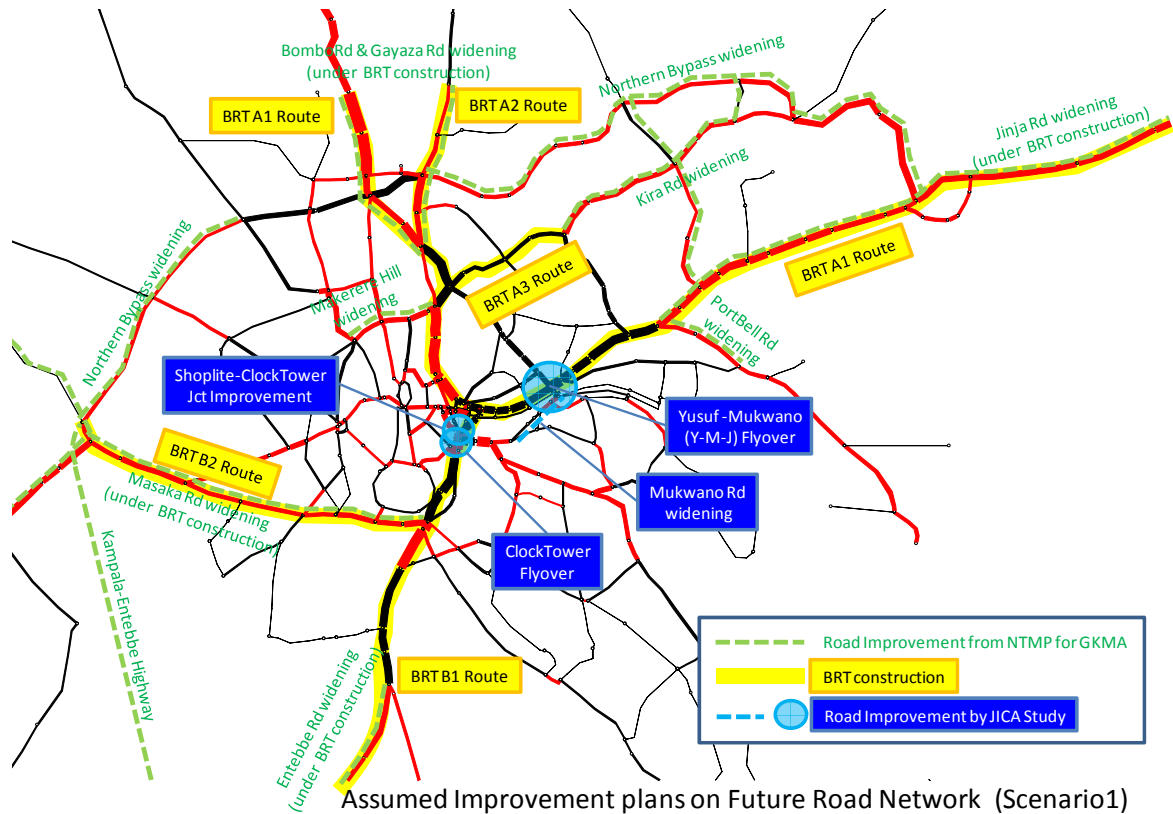 Bombo Rd & Gayaza Rd widening
(under BRT construction)
Northern Bypass widening
BRT A1 Route
BRT A2 Route
Jinja Rd widening
(under BRT construction)
Kira Rd widening
Northern Bypass widening
Makerere Hill
widening
BRT A3 Route
BRT A1 Route
PortBell Rd
widening
Shoplite-ClockTower
Jct Improvement
Yusuf-Mukwano
(Y-M-J) Flyover
BRT B2 Route
Masaka Rd widening
(under BRT construction)
Mukwano Rd
widening
ClockTower
Flyover
Kampala-Entebbe Highway
BRT B1 Route
Entebbe Rd widening
(under BRT construction)
Road Improvement from NTMP for GKMA
BRT construction
Road Improvement by JICA Study
Assumed Improvement plans on Future Road Network (Scenario1)